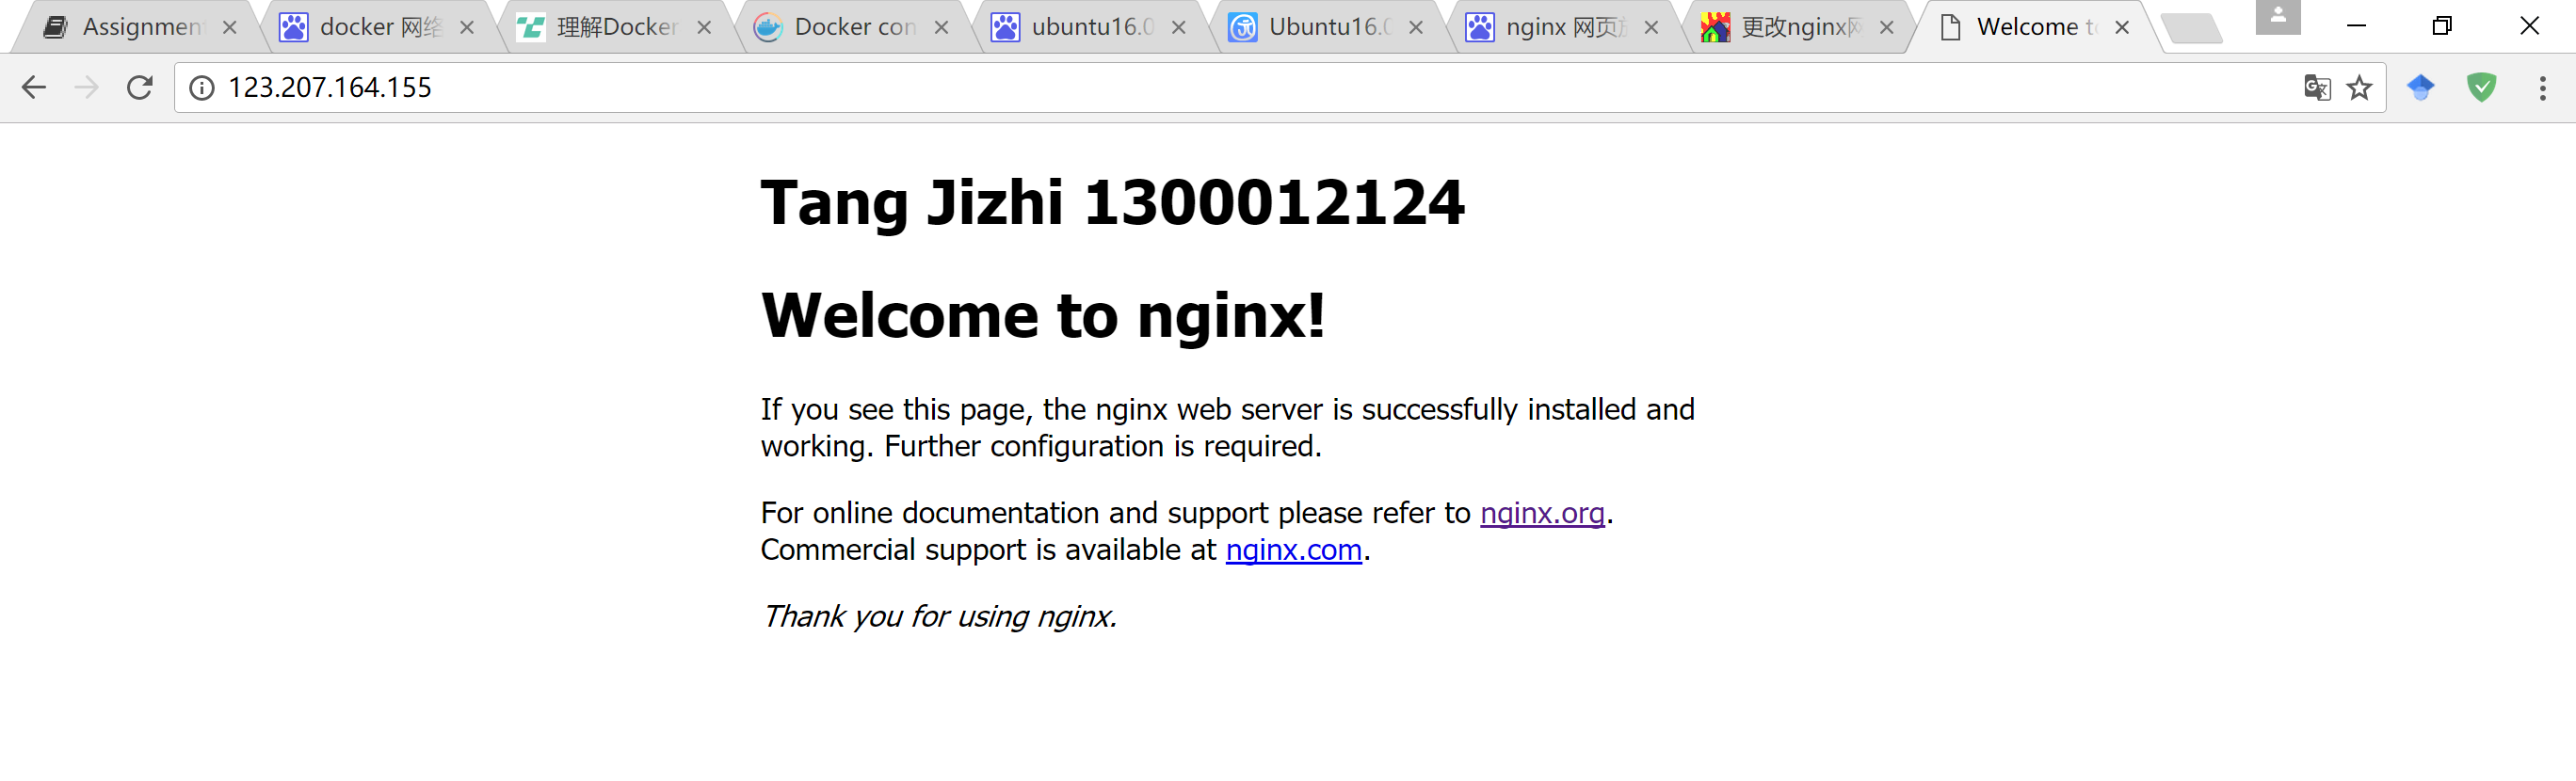 Assignment
docker 网络
理解Docker
Docker con
ubuntu16.0
Ubuntu16.0
nginx 网页
更改nginx
Welcome to
123.207.164.155
Tang Jizhi 1300012124
Welcome to nginx!
If you see this page, the nginx web server is successfully installed and
working. Further configuration is required.
For online documentation and support please refer to nginx.org.
Commercial support is available at nginx.com.
Thank you for using nginx.